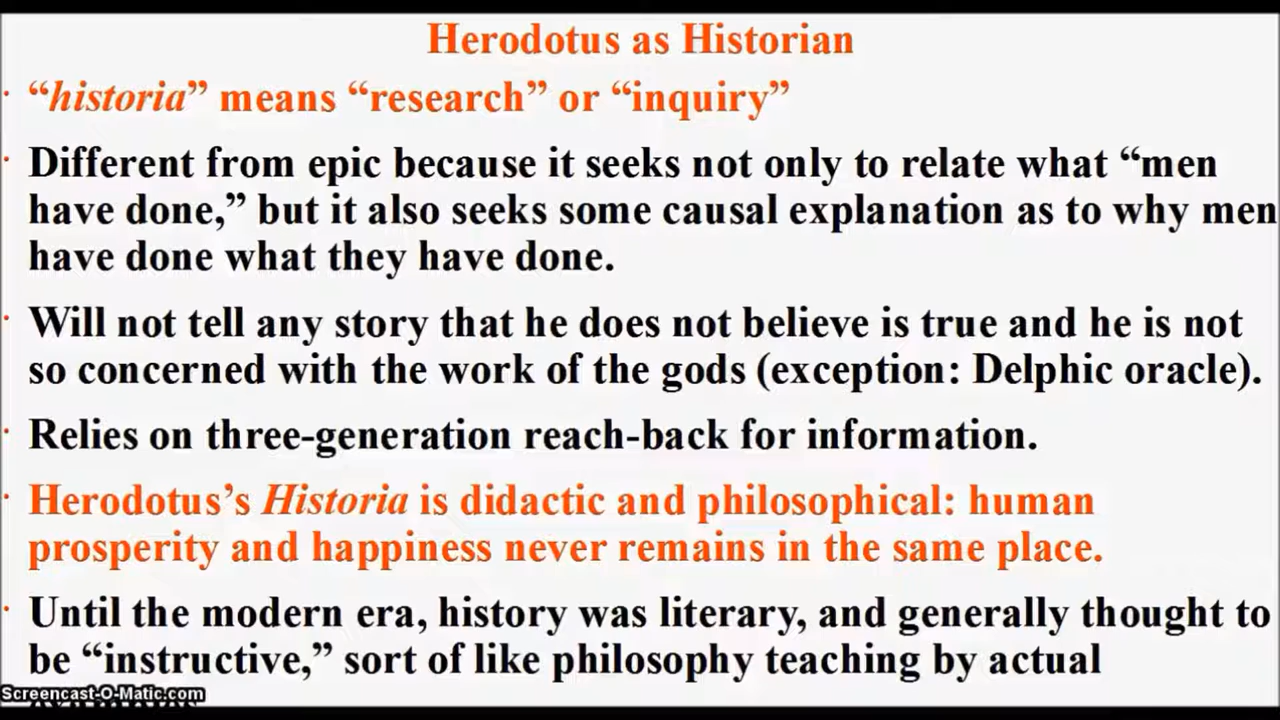 Herodotus as Historian
· “historia” means “research” or “inquiry”
· Different from epic because it seeks not only to relate what “men
have done,” but it also seeks some causal explanation as to why men
have done what they have done.
· Will not tell any story that he does not believe is true and he is not
so concerned with the work of the gods (exception: Delphic oracle).
· Relies on three-generation reach-back for information.
· Herodotus’s Historia is didactic and philosophical: human
prosperity and happiness never remains in the same place.
· Until the modern era, history was literary, and generally thought to
be “instructive,” sort of like philosophy teaching by actual
Screencast-O-Matic.com